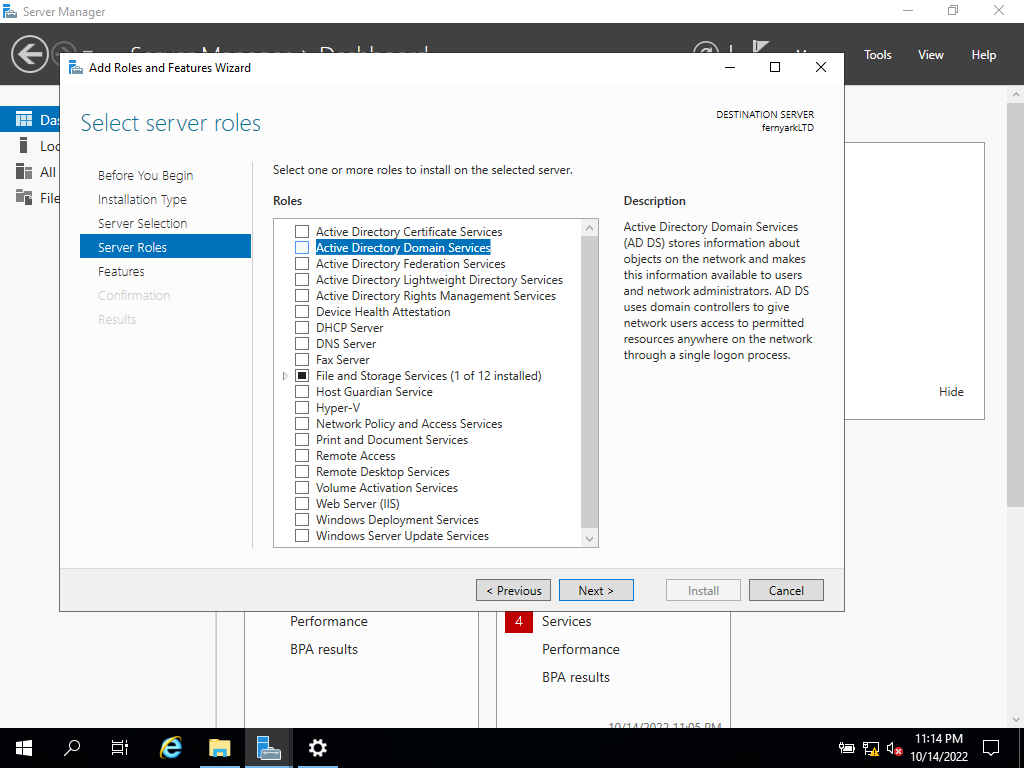 Server Manager
Tools View Help
Add Roles and Features Wizard
Select server roles
DESTINATION SERVER
fernyarkLTD
Before You Begin
Installation Type
Server Selection
Server Roles
Features
Confirmation
Results
Select one or more roles to install on the selected server.
Roles
Active Directory Certificate Services
Active Directory Domain Services
Active Directory Federation Services
Active Directory Lightweight Directory Services
Active Directory Rights Management Services
Device Health Attestation
DHCP Server
DNS Server
Fax Server
File and Storage Services (1 of 12 installed)
Host Guardian Service
Hyper-V
Network Policy and Access Services
Print and Document Services
Remote Access
Remote Desktop Services
Volume Activation Services
Web Server (IIS)
Windows Deployment Services
Windows Server Update Services
Description
Active Directory Domain Services
(AD DS) stores information about
objects on the network and makes
this information available to users
and network administrators. AD DS
uses domain controllers to give
network users access to permitted
resources anywhere on the network
through a single logon process.
Hide
< Previous Next > Install Cancel
Performance
BPA results
4 Services
Performance
BPA results
10/14/2022 11:05 PM
11:14 PM
10/14/2022